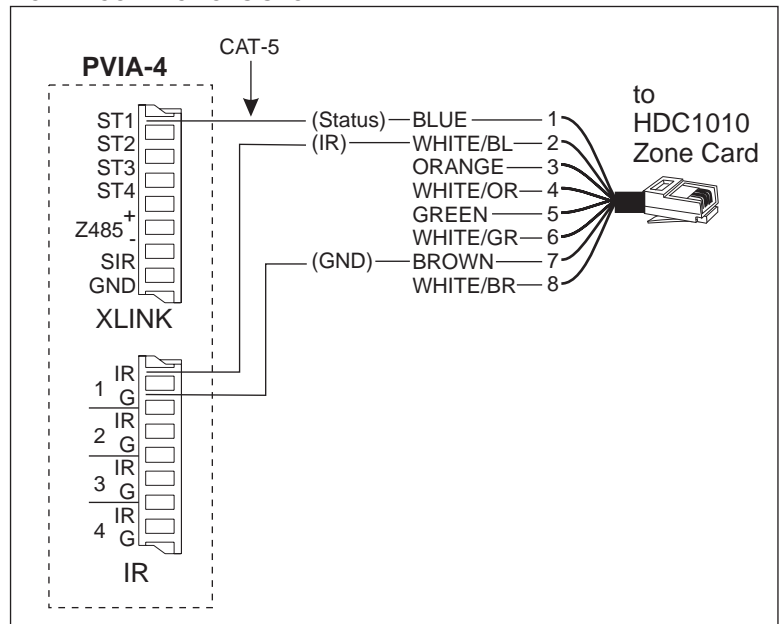 CAT-5
PVIA-4
ST1
ST2
ST3
ST4
Z485 +
-
SIR
GND
XLINK
(Status) BLUE 1
(IR) WHITE/BL 2
ORANGE 3
WHITE/OR 4
GREEN 5
WHITE/GR 6
(GND) BROWN 7
WHITE/BR 8
to
HDC1010
Zone Card
1 IR
G
2 IR
G
3 IR
G
4 IR
G
IR